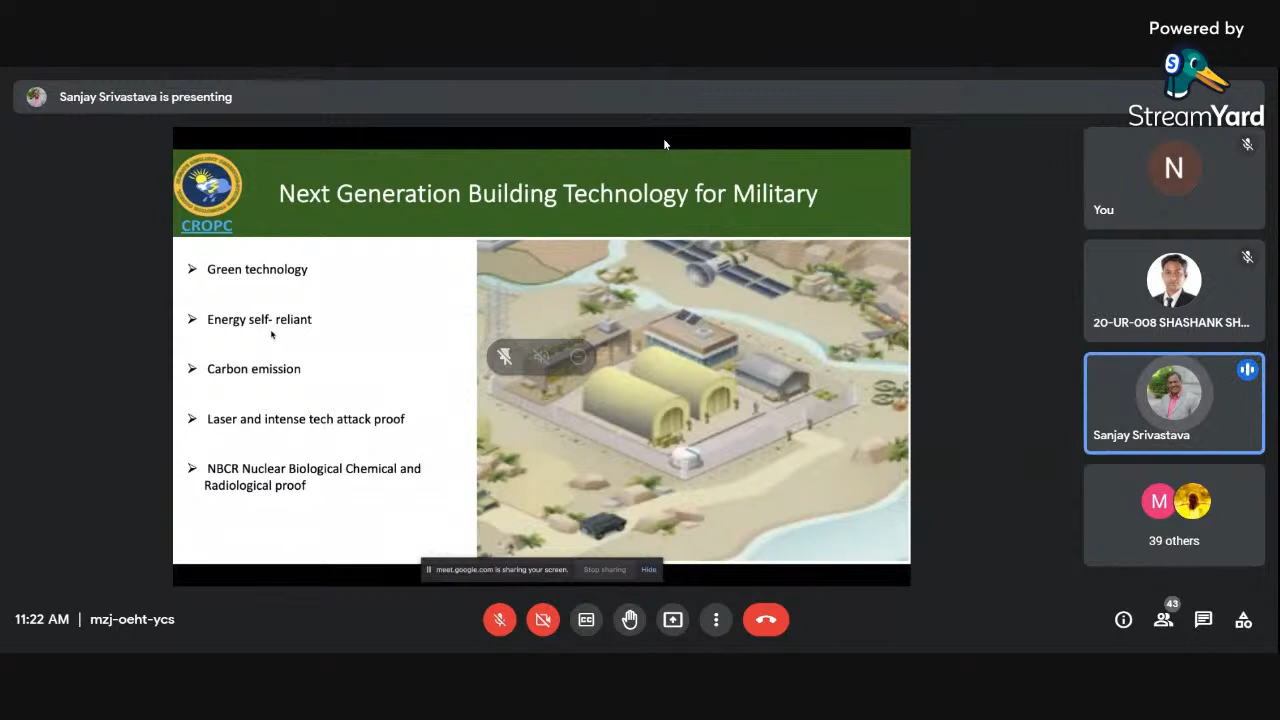 Powered by
StreamYard
Sanjay Srivastava is presenting
CROPC
Next Generation Building Technology for Military
➢ Green technology
➢ Energy self- reliant
➢ Carbon emission
➢ Laser and intense tech attack proof
➢ NBCR Nuclear Biological Chemical and
Radiological proof
meet.google.com is sharing your screen. Stop sharing Hide
N
You
20-UR-008 SHASHANK SH...
Sanjay Srivastava
M
39 others
11:22 AM | mzj-oeht-ycs
43